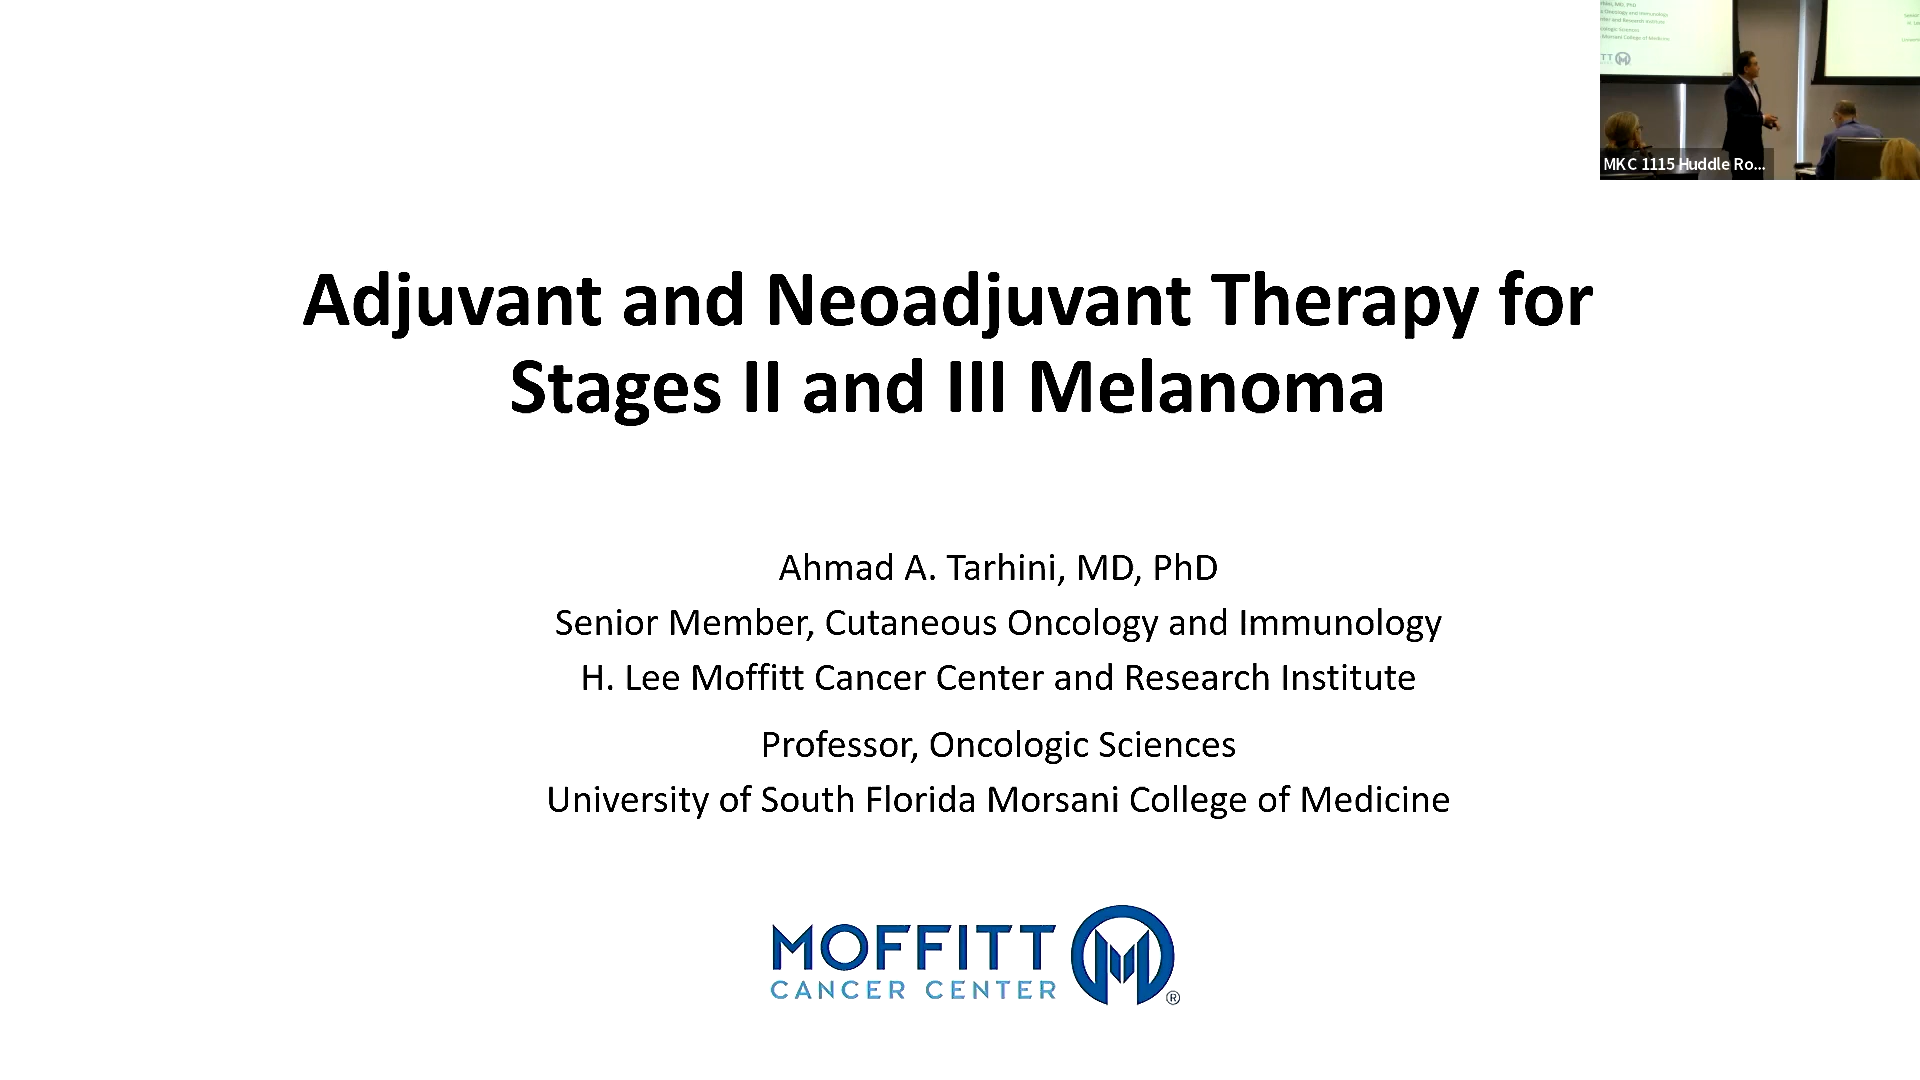 MKC 1115 Huddle Ro...
Adjuvant and Neoadjuvant Therapy for
Stages II and III Melanoma
Ahmad A. Tarhini, MD, PhD
Senior Member, Cutaneous Oncology and Immunology
H. Lee Moffitt Cancer Center and Research Institute
Professor, Oncologic Sciences
University of South Florida Morsani College of Medicine
MOFFITT
CANCER CENTER
®